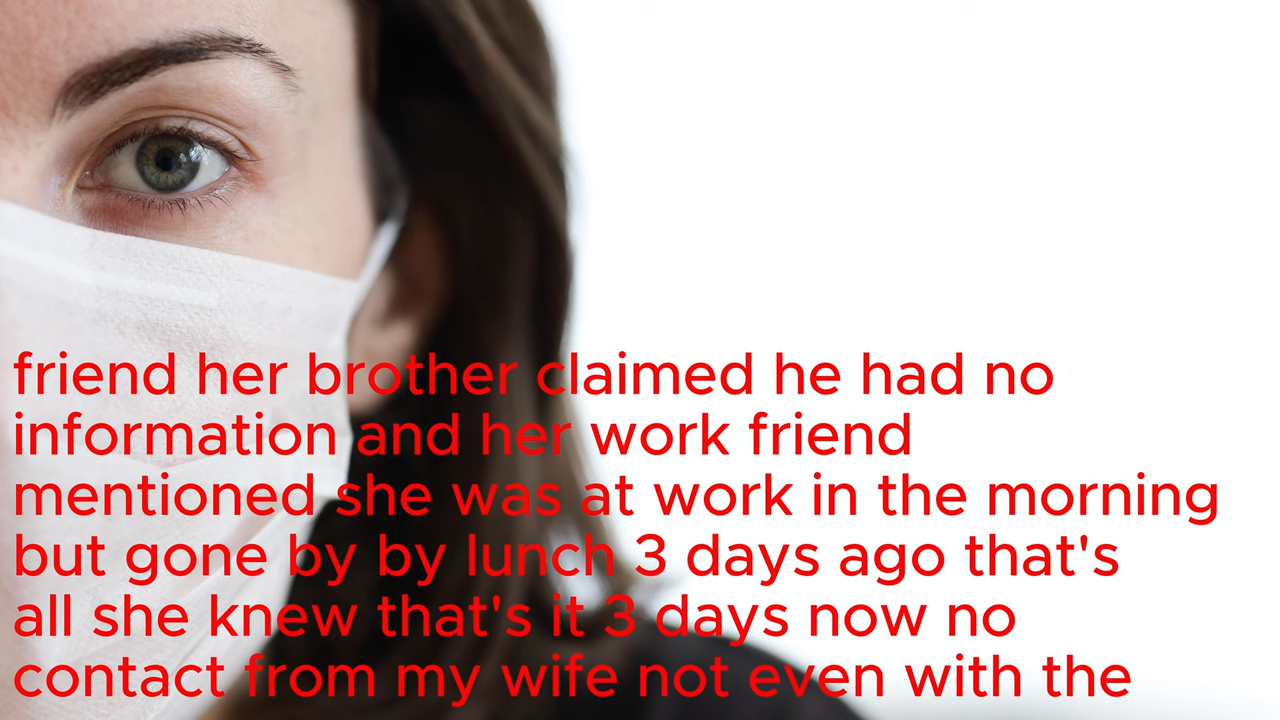 friend her brother claimed he had no
information and her work friend
mentioned she was at work in the morning
but gone by by lunch 3 days ago that's
all she knew that's it 3 days now no
contact from my wife not even with the